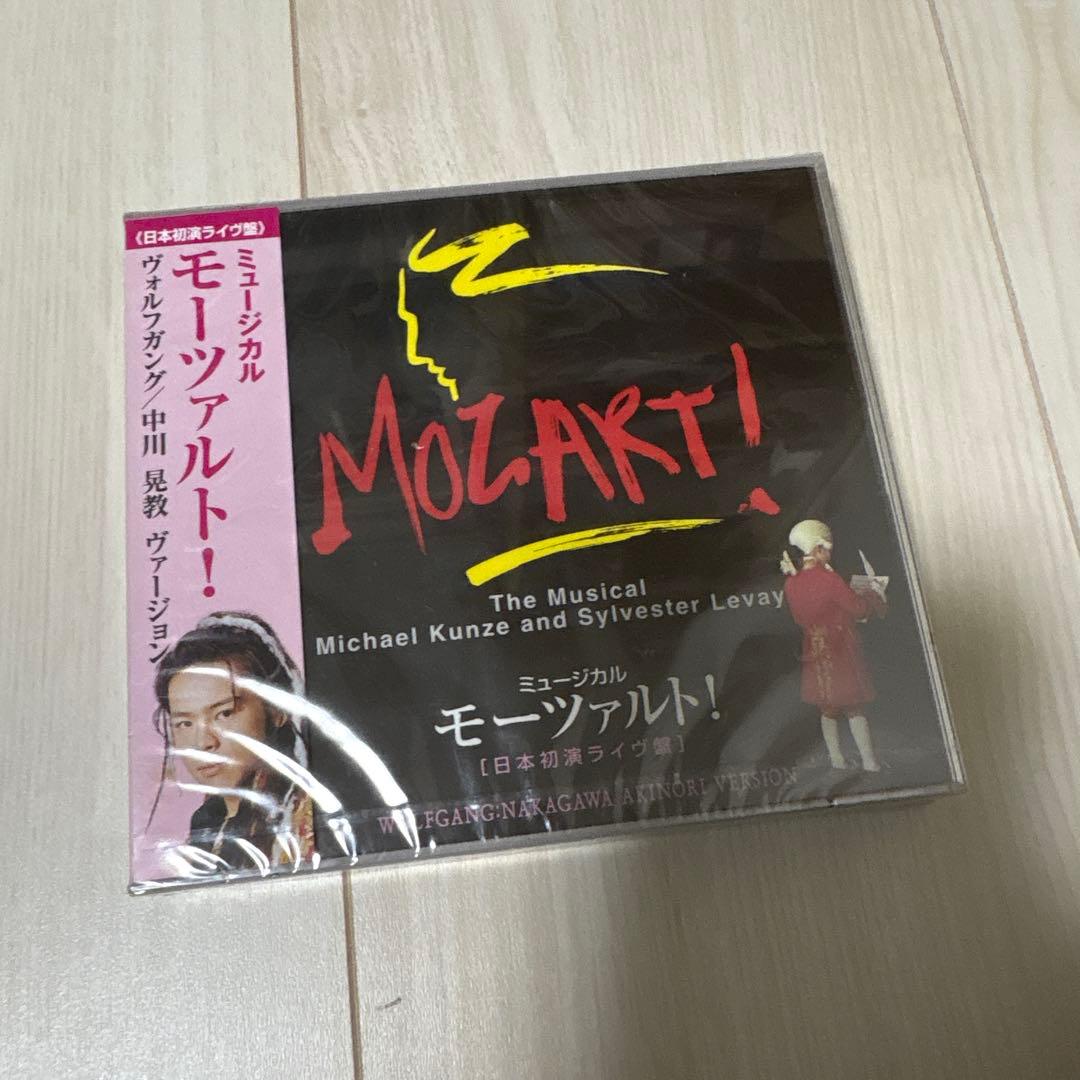 《日本初演ライヴ盤》
ミュージカル
モーツァルト!
ヴォルフガング/中川 晃教 ヴァージョン
MOZART!
The Musical
Michael Kunze and Sylvester Levay
ミュージカル
モーツァルト!
[日本初演ライヴ盤]
WOLFGANG:NAKAGAWA AKINORI VERSION